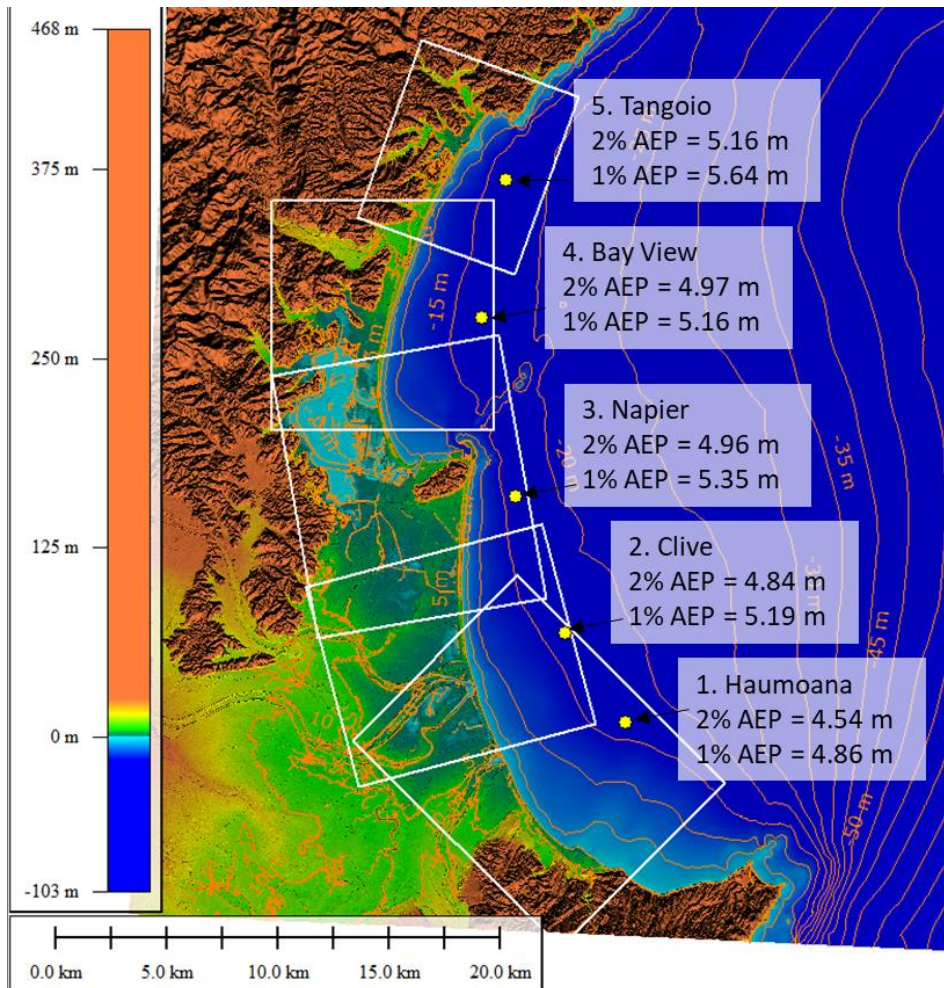 468 m
375 m
250 m
125 m
0 m
-103 m
5. Tangoio
2% AEP = 5.16 m
1% AEP = 5.64 m
4. Bay View
2% AEP = 4.97 m
1% AEP = 5.16 m
3. Napier
2% AEP = 4.96 m
1% AEP = 5.35 m
2. Clive
2% AEP = 4.84 m
1% AEP = 5.19 m
1. Haumoana
2% AEP = 4.54 m
1% AEP = 4.86 m
-15 m
-20 m
-35 m
-45 m
-50 m
5 m
10
0.0 km
5.0 km
10.0 km
15.0 km
20.0 km